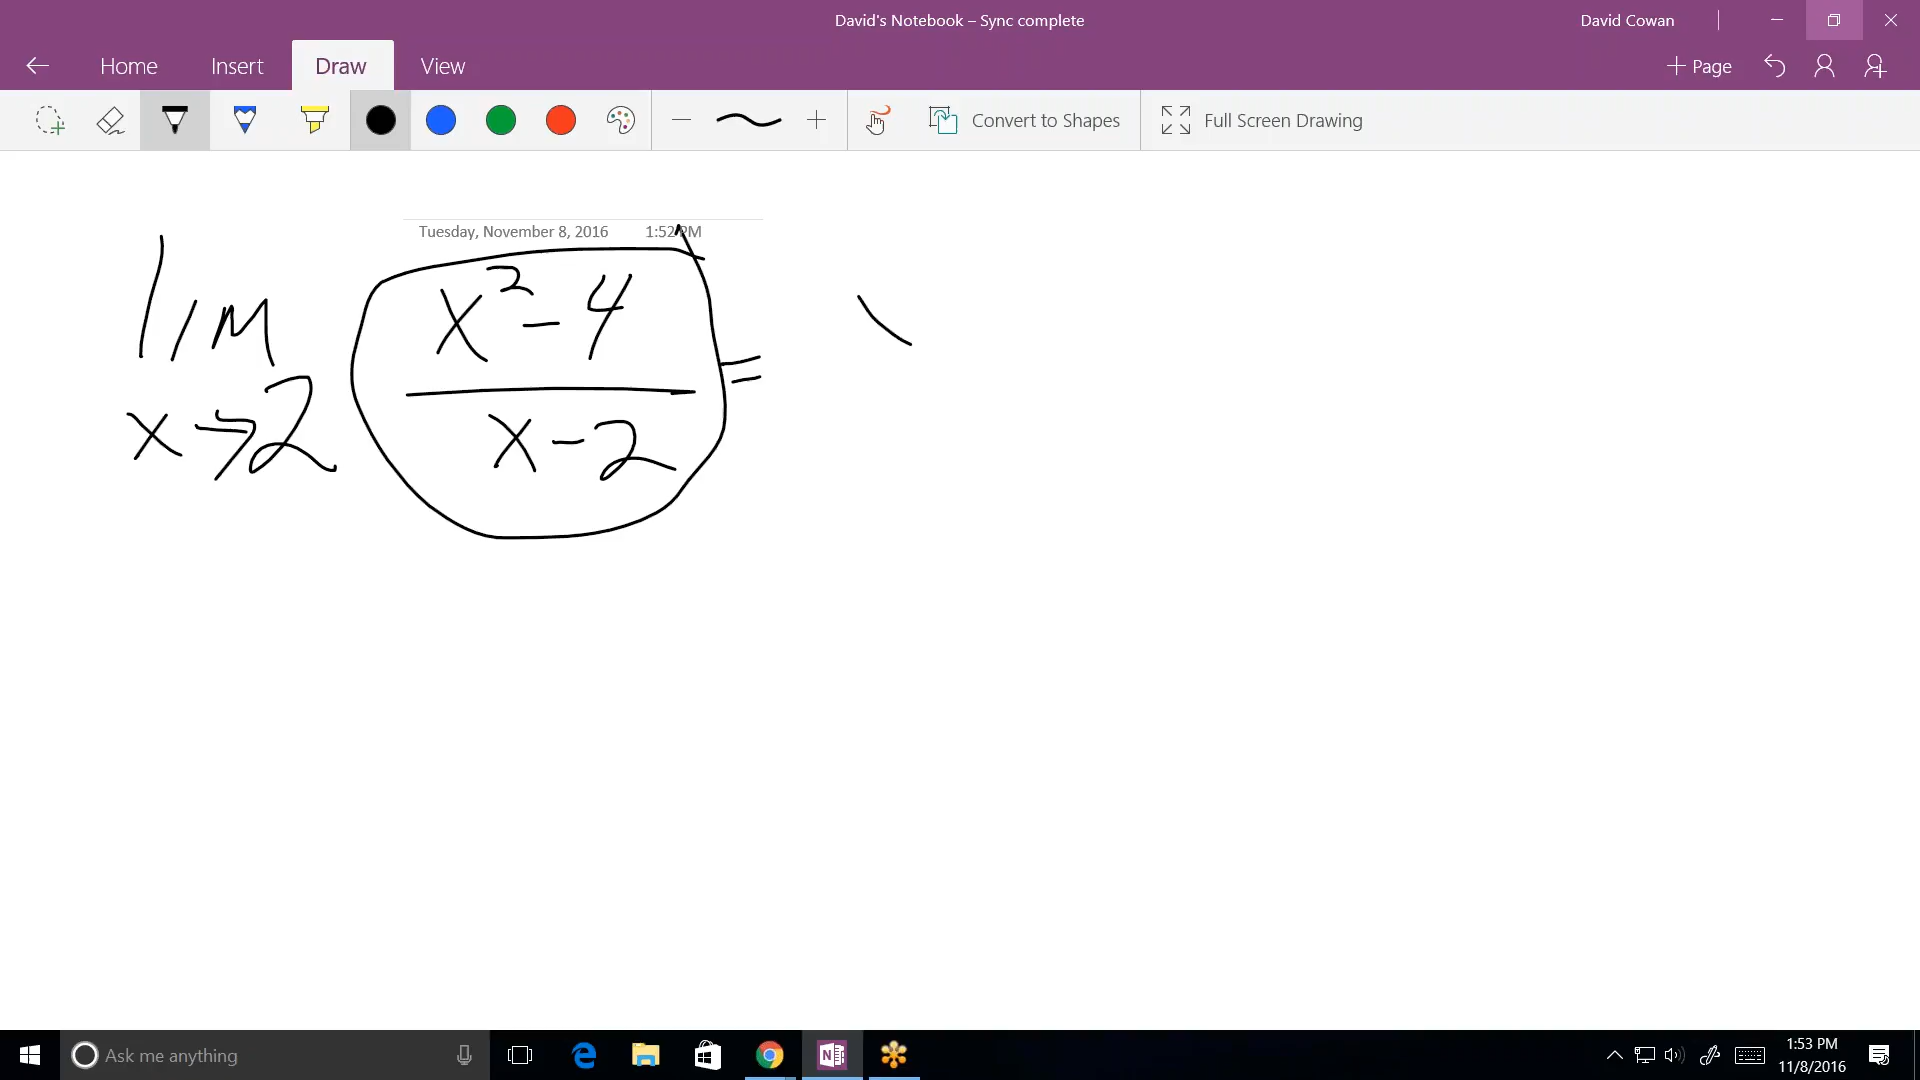 David's Notebook – Sync complete
David Cowan
Home Insert Draw View
Page
Convert to Shapes Full Screen Drawing
Tuesday, November 8, 2016 1:52 PM
lim x² - 4 =
x → 2 x - 2
Ask me anything
1:53 PM
11/8/2016